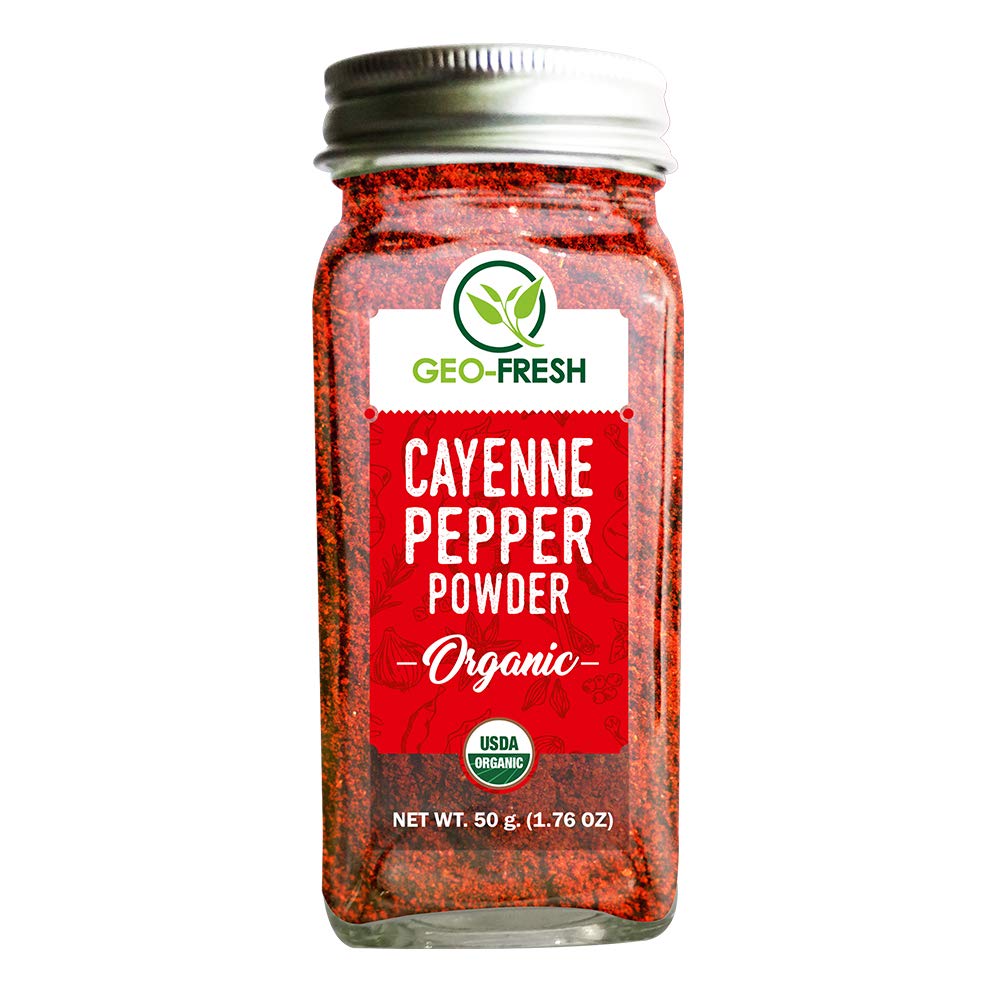 GEO-FRESH
CAYENNE
PEPPER
POWDER
Organic
USDA
ORGANIC
NET WT. 50 g. (1.76 OZ)